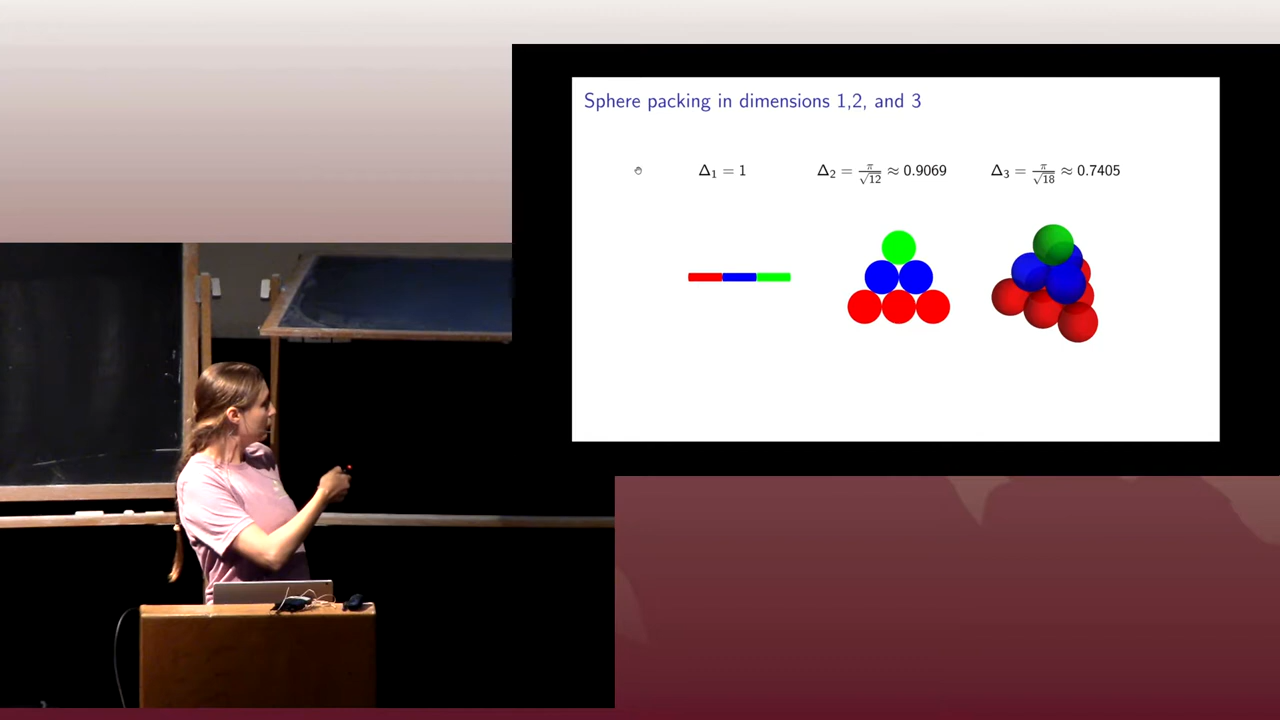 Sphere packing in dimensions 1,2, and 3
Δ₁ = 1
Δ₂ = π/√12 ≈ 0.9069
Δ₃ = π/√18 ≈ 0.7405